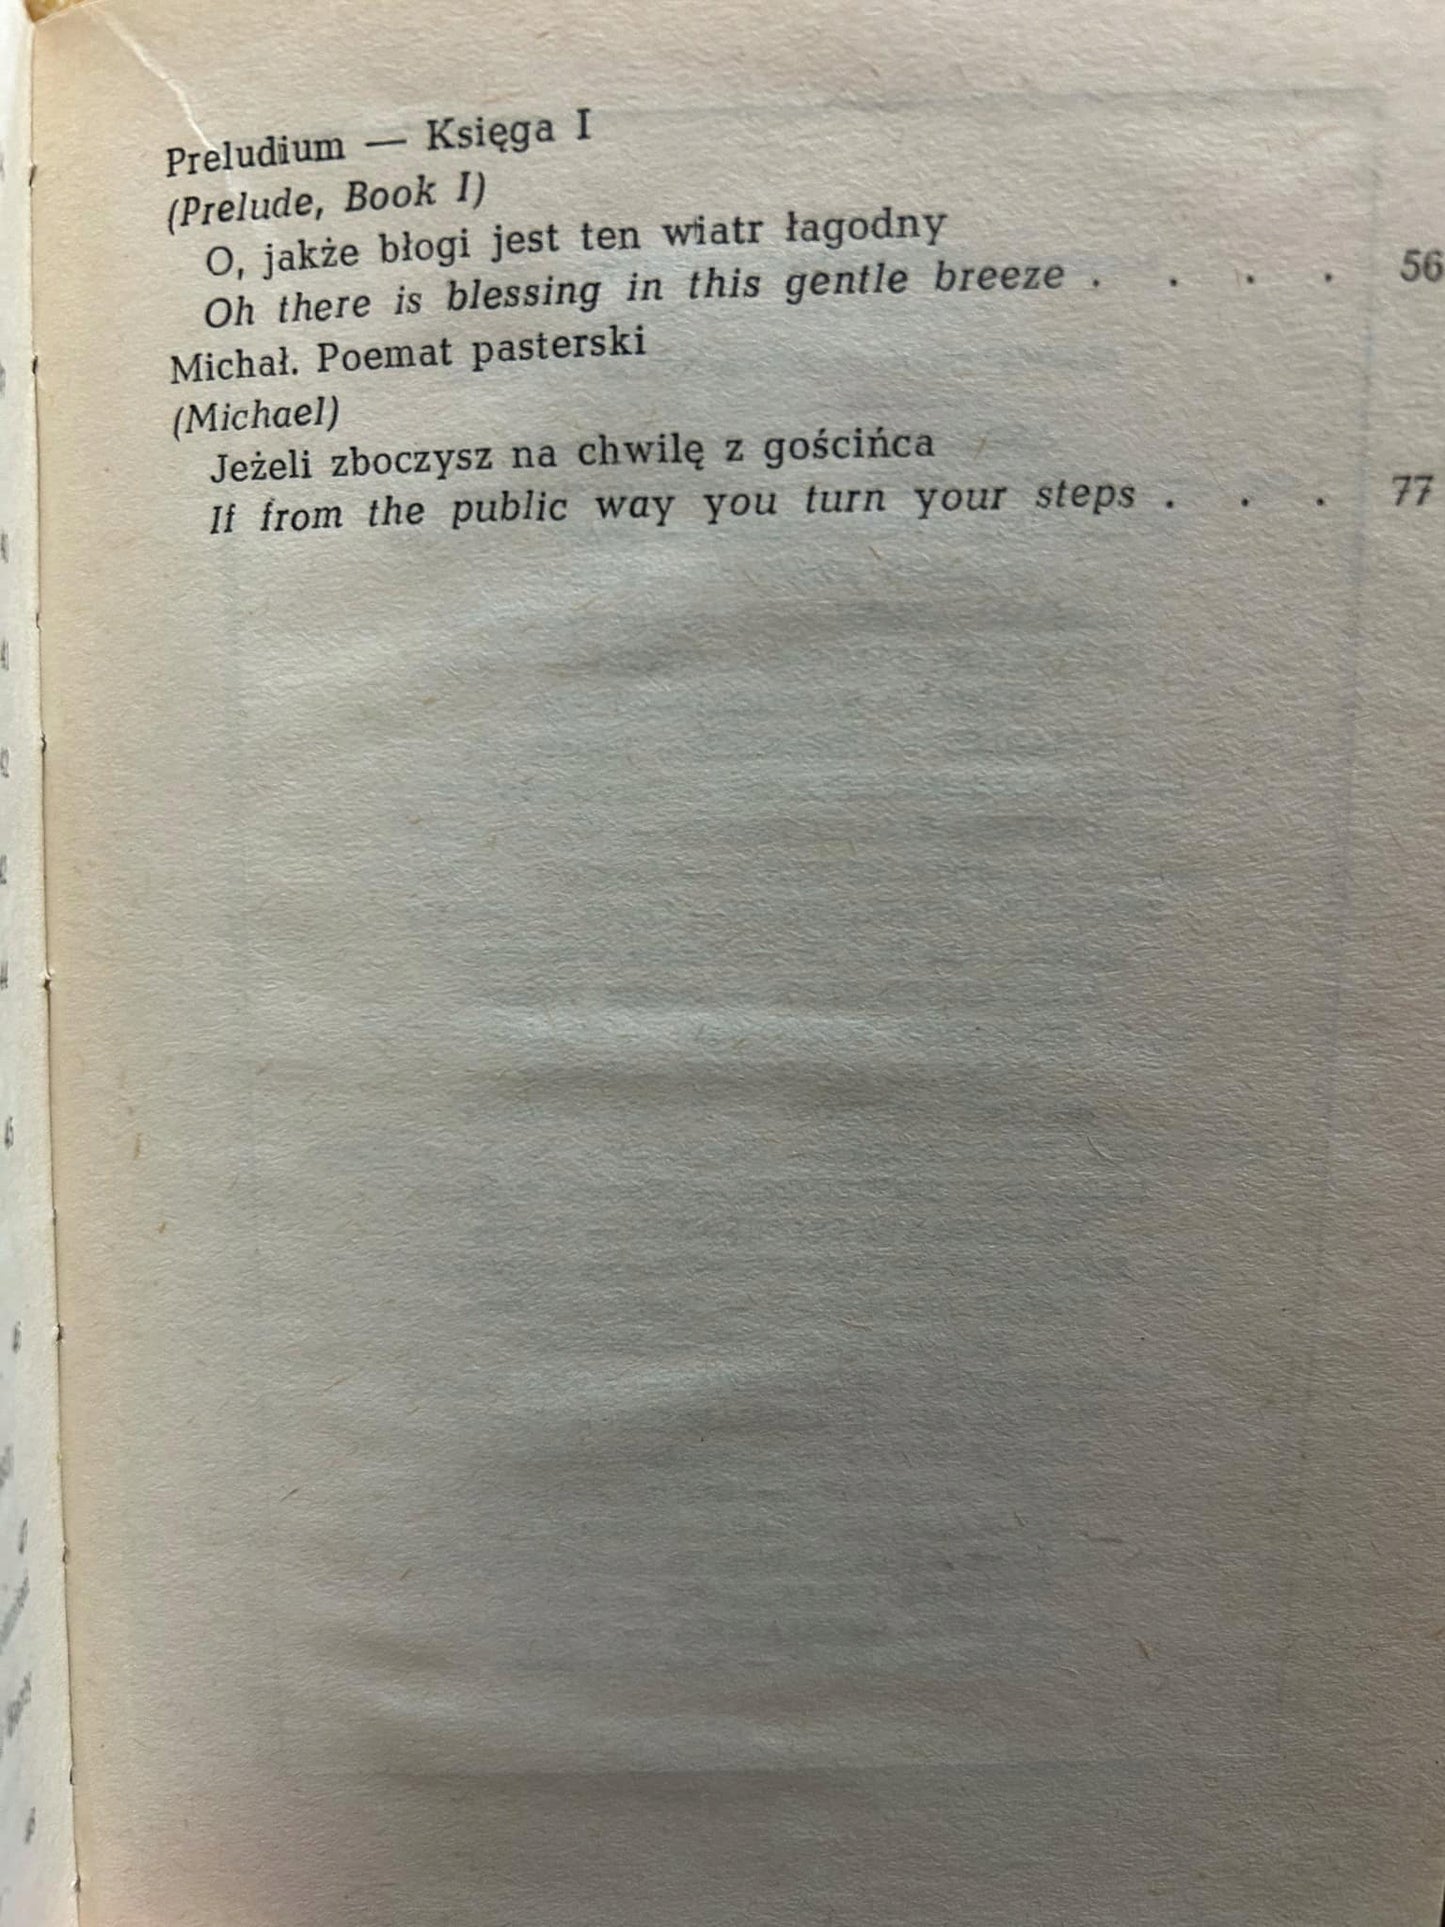 Preludium — Księga I
(Prelude, Book I)
O, jakże błogi jest ten wiatr łagodny
Oh there is blessing in this gentle breeze . . . . 56
Michał. Poemat pasterski
(Michael)
Jeżeli zboczysz na chwilę z gościńca
If from the public way you turn your steps . . . 77